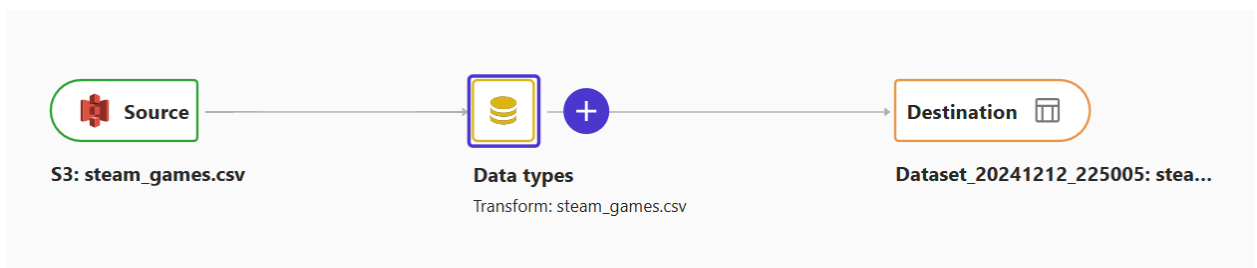 Source
Destination
S3: steam_games.csv
Data types
Dataset_20241212_225005: stea...
Transform: steam_games.csv